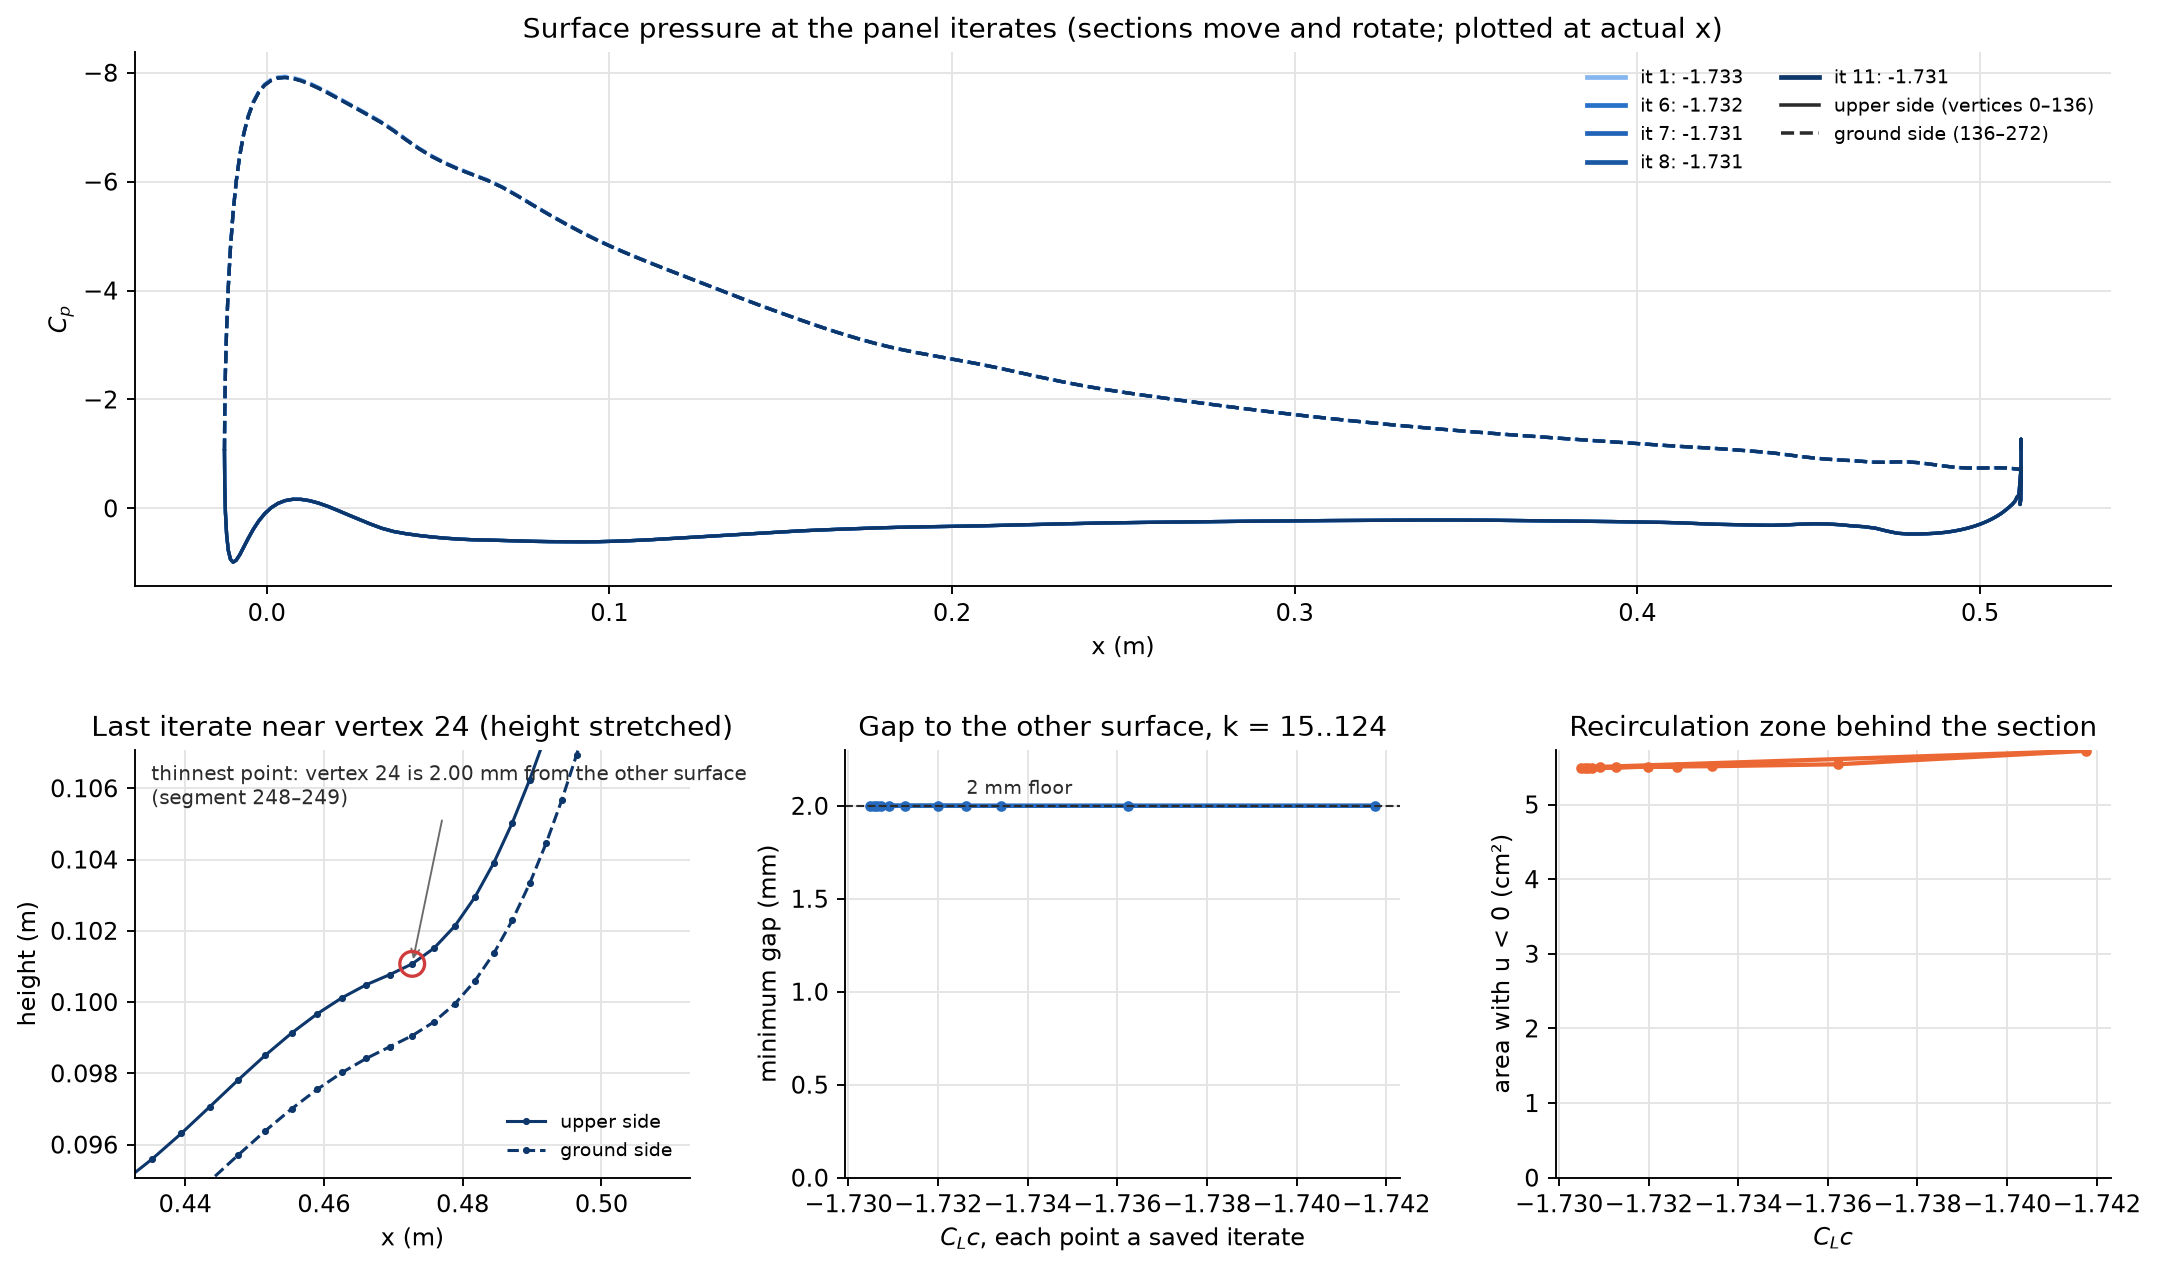 Surface pressure at the panel iterates (sections move and rotate; plotted at actual x)
−8
−6
−4
−2
0
Cₚ
0.0
0.1
0.2
0.3
0.4
0.5
x (m)
it 1: -1.733
it 6: -1.732
it 7: -1.731
it 8: -1.731
it 11: -1.731
upper side (vertices 0–136)
ground side (136–272)
Last iterate near vertex 24 (height stretched)
thinnest point: vertex 24 is 2.00 mm from the other surface
(segment 248–249)
0.106
0.104
0.102
0.100
0.098
0.096
height (m)
upper side
ground side
0.44
0.46
0.48
0.50
x (m)
Gap to the other surface, k = 15..124
2 mm floor
2.0
1.5
1.0
0.5
0.0
minimum gap (mm)
−1.730
−1.732
−1.734
−1.736
−1.738
−1.740
−1.742
C_Lc, each point a saved iterate
Recirculation zone behind the section
5
4
3
2
1
0
area with u < 0 (cm²)
−1.730
−1.732
−1.734
−1.736
−1.738
−1.740
−1.742
C_Lc